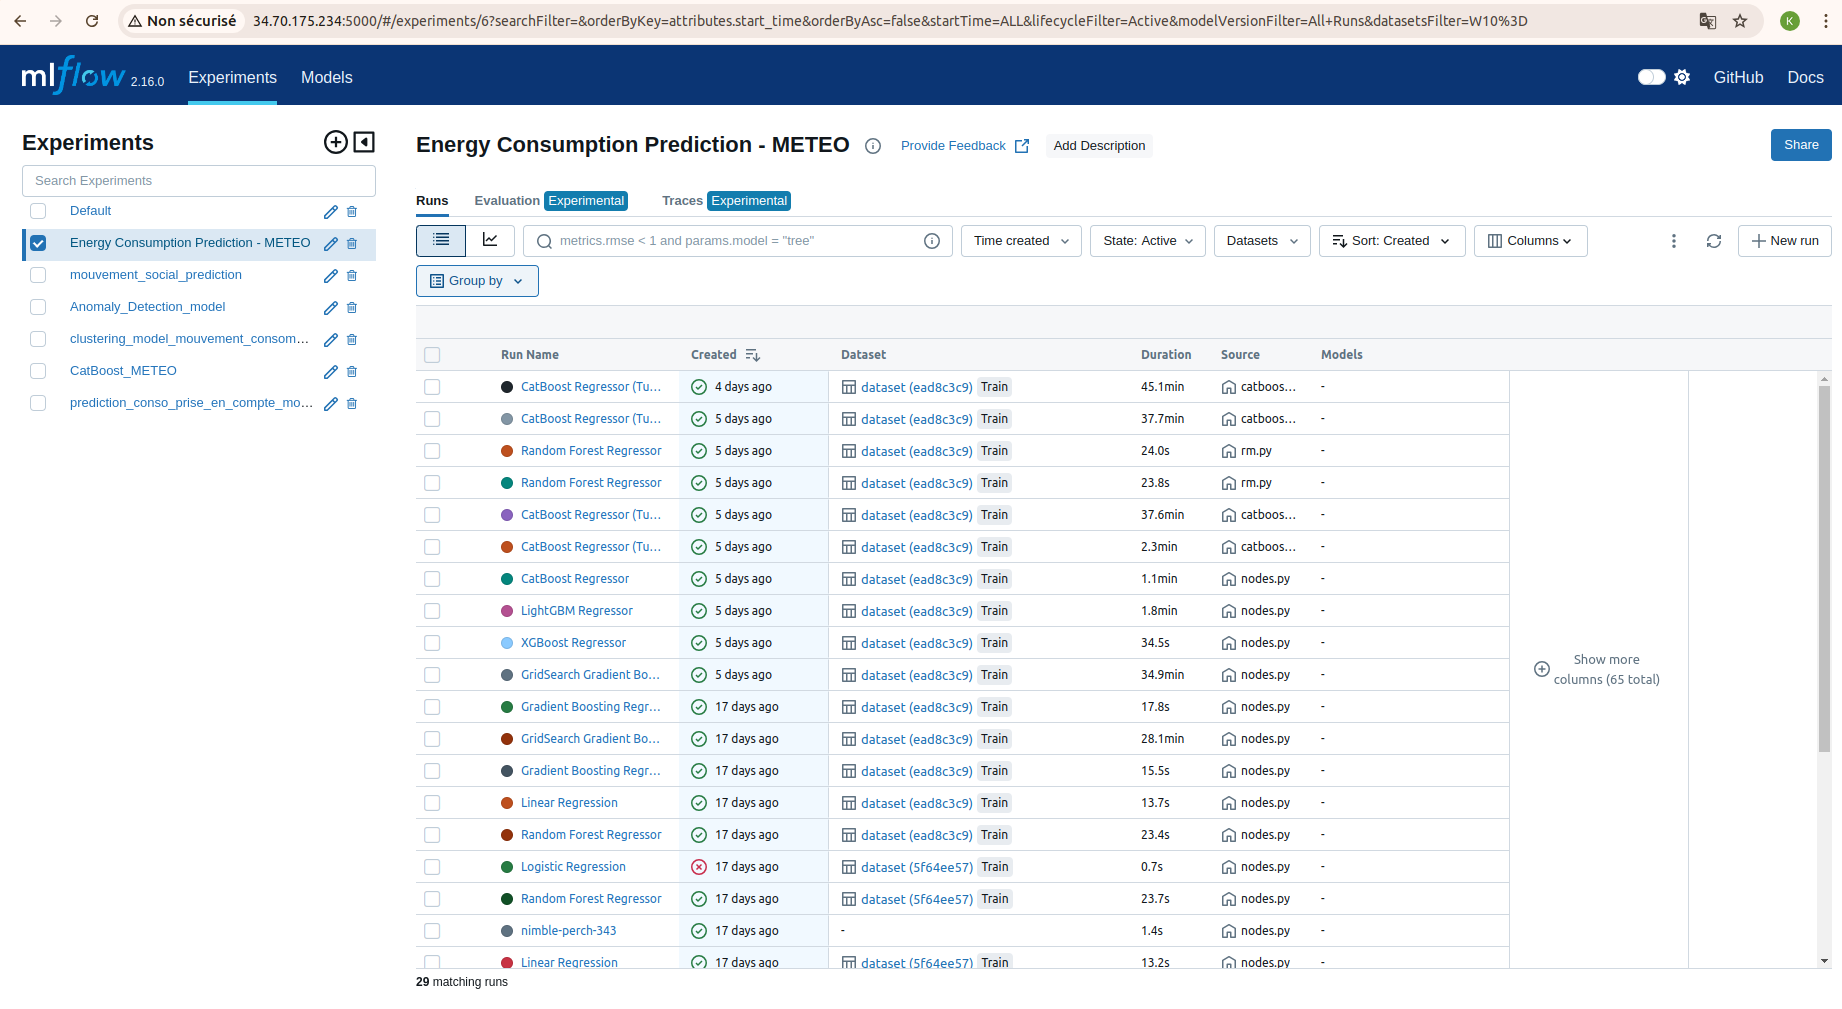 Non sécurisé 34.70.175.234:5000/#/experiments/6?searchFilter=&orderByKey=attributes.start_time&orderByAsc=false&startTime=ALL&lifecycleFilter=Active&modelVersionFilter=All+Runs&datasetsFilter=W10%3D K
mlflow 2.16.0 Experiments Models GitHub Docs
Experiments
Search Experiments
Default
Energy Consumption Prediction - METEO
mouvement_social_prediction
Anomaly_Detection_model
clustering_model_mouvement_consom...
CatBoost_METEO
prediction_conso_prise_en_compte_mo...
Energy Consumption Prediction - METEO Provide Feedback Add Description Share
Runs Evaluation Experimental Traces Experimental
metrics.rmse < 1 and params.model = "tree" Time created State: Active Datasets Sort: Created Columns New run
Group by
Run Name Created Dataset Duration Source Models
CatBoost Regressor (Tu... 4 days ago dataset (ead8c3c9) Train 45.1min catboos... -
CatBoost Regressor (Tu... 5 days ago dataset (ead8c3c9) Train 37.7min catboos... -
Random Forest Regressor 5 days ago dataset (ead8c3c9) Train 24.0s rm.py -
Random Forest Regressor 5 days ago dataset (ead8c3c9) Train 23.8s rm.py -
CatBoost Regressor (Tu... 5 days ago dataset (ead8c3c9) Train 37.6min catboos... -
CatBoost Regressor (Tu... 5 days ago dataset (ead8c3c9) Train 2.3min catboos... -
CatBoost Regressor 5 days ago dataset (ead8c3c9) Train 1.1min nodes.py -
LightGBM Regressor 5 days ago dataset (ead8c3c9) Train 1.8min nodes.py -
XGBoost Regressor 5 days ago dataset (ead8c3c9) Train 34.5s nodes.py -
GridSearch Gradient Bo... 5 days ago dataset (ead8c3c9) Train 34.9min nodes.py -
Gradient Boosting Regr... 17 days ago dataset (ead8c3c9) Train 17.8s nodes.py -
GridSearch Gradient Bo... 17 days ago dataset (ead8c3c9) Train 28.1min nodes.py -
Gradient Boosting Regr... 17 days ago dataset (ead8c3c9) Train 15.5s nodes.py -
Linear Regression 17 days ago dataset (ead8c3c9) Train 13.7s nodes.py -
Random Forest Regressor 17 days ago dataset (ead8c3c9) Train 23.4s nodes.py -
Logistic Regression 17 days ago dataset (5f64ee57) Train 0.7s nodes.py -
Random Forest Regressor 17 days ago dataset (5f64ee57) Train 23.7s nodes.py -
nimble-perch-343 17 days ago - 1.4s nodes.py -
Linear Regression 17 days ago dataset (5f64ee57) Train 13.2s nodes.py -
Show more
columns (65 total)
29 matching runs